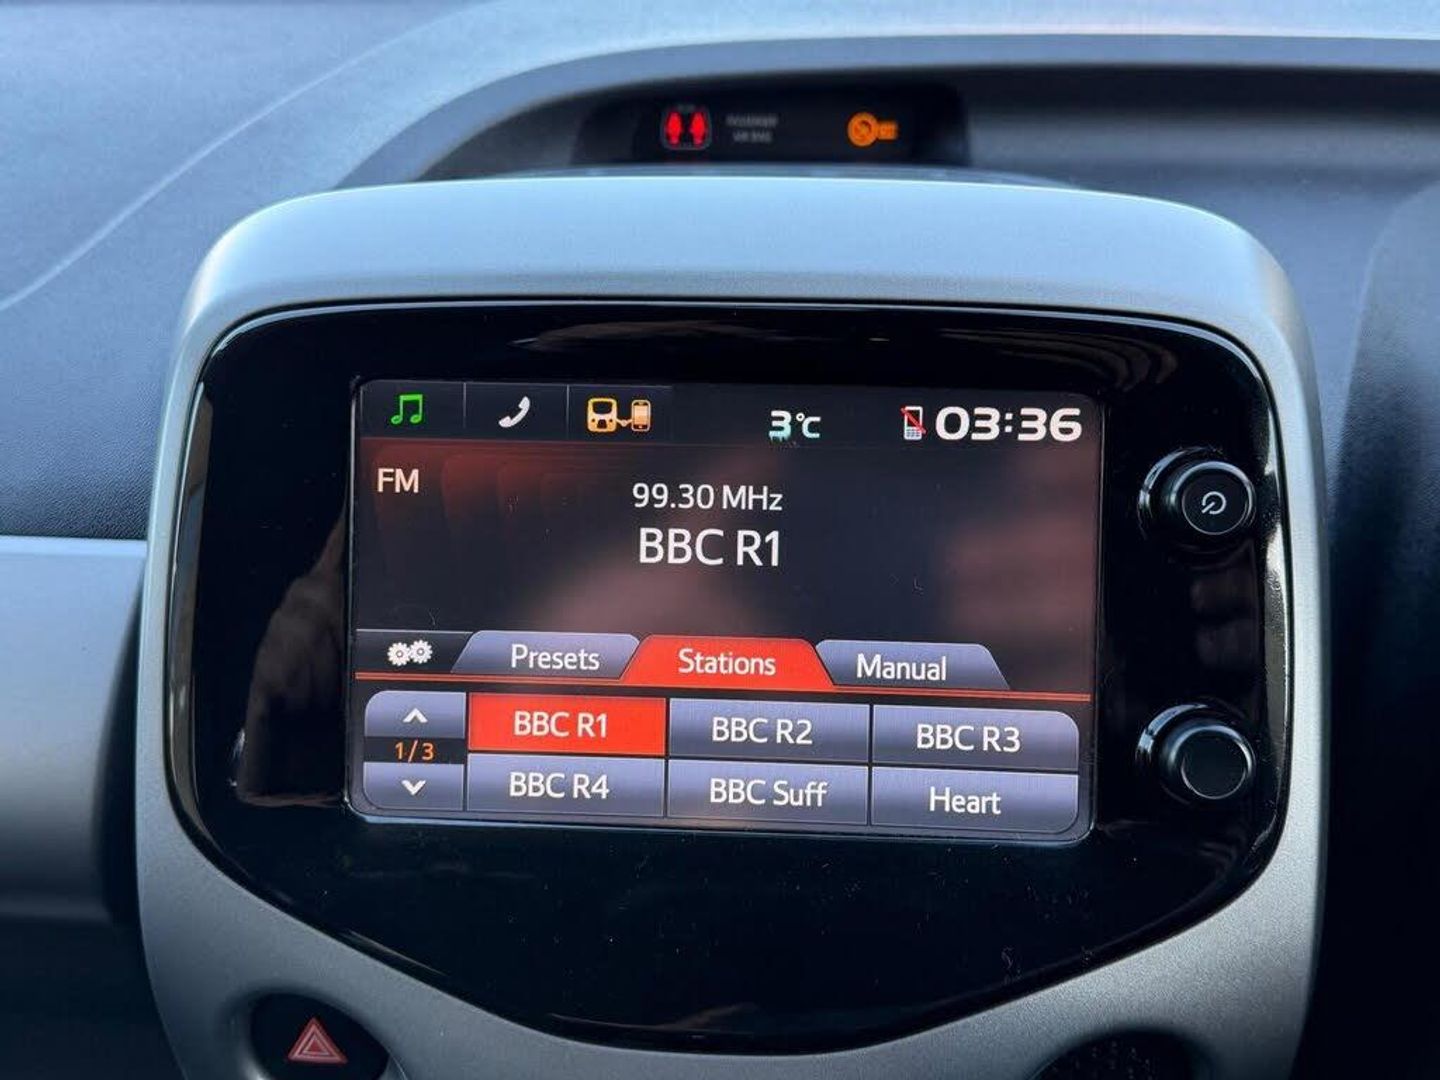 3°C
03:36
FM
99.30 MHz
BBC R1
Presets
Stations
Manual
1/3
BBC R1
BBC R2
BBC R3
BBC R4
BBC Suff
Heart